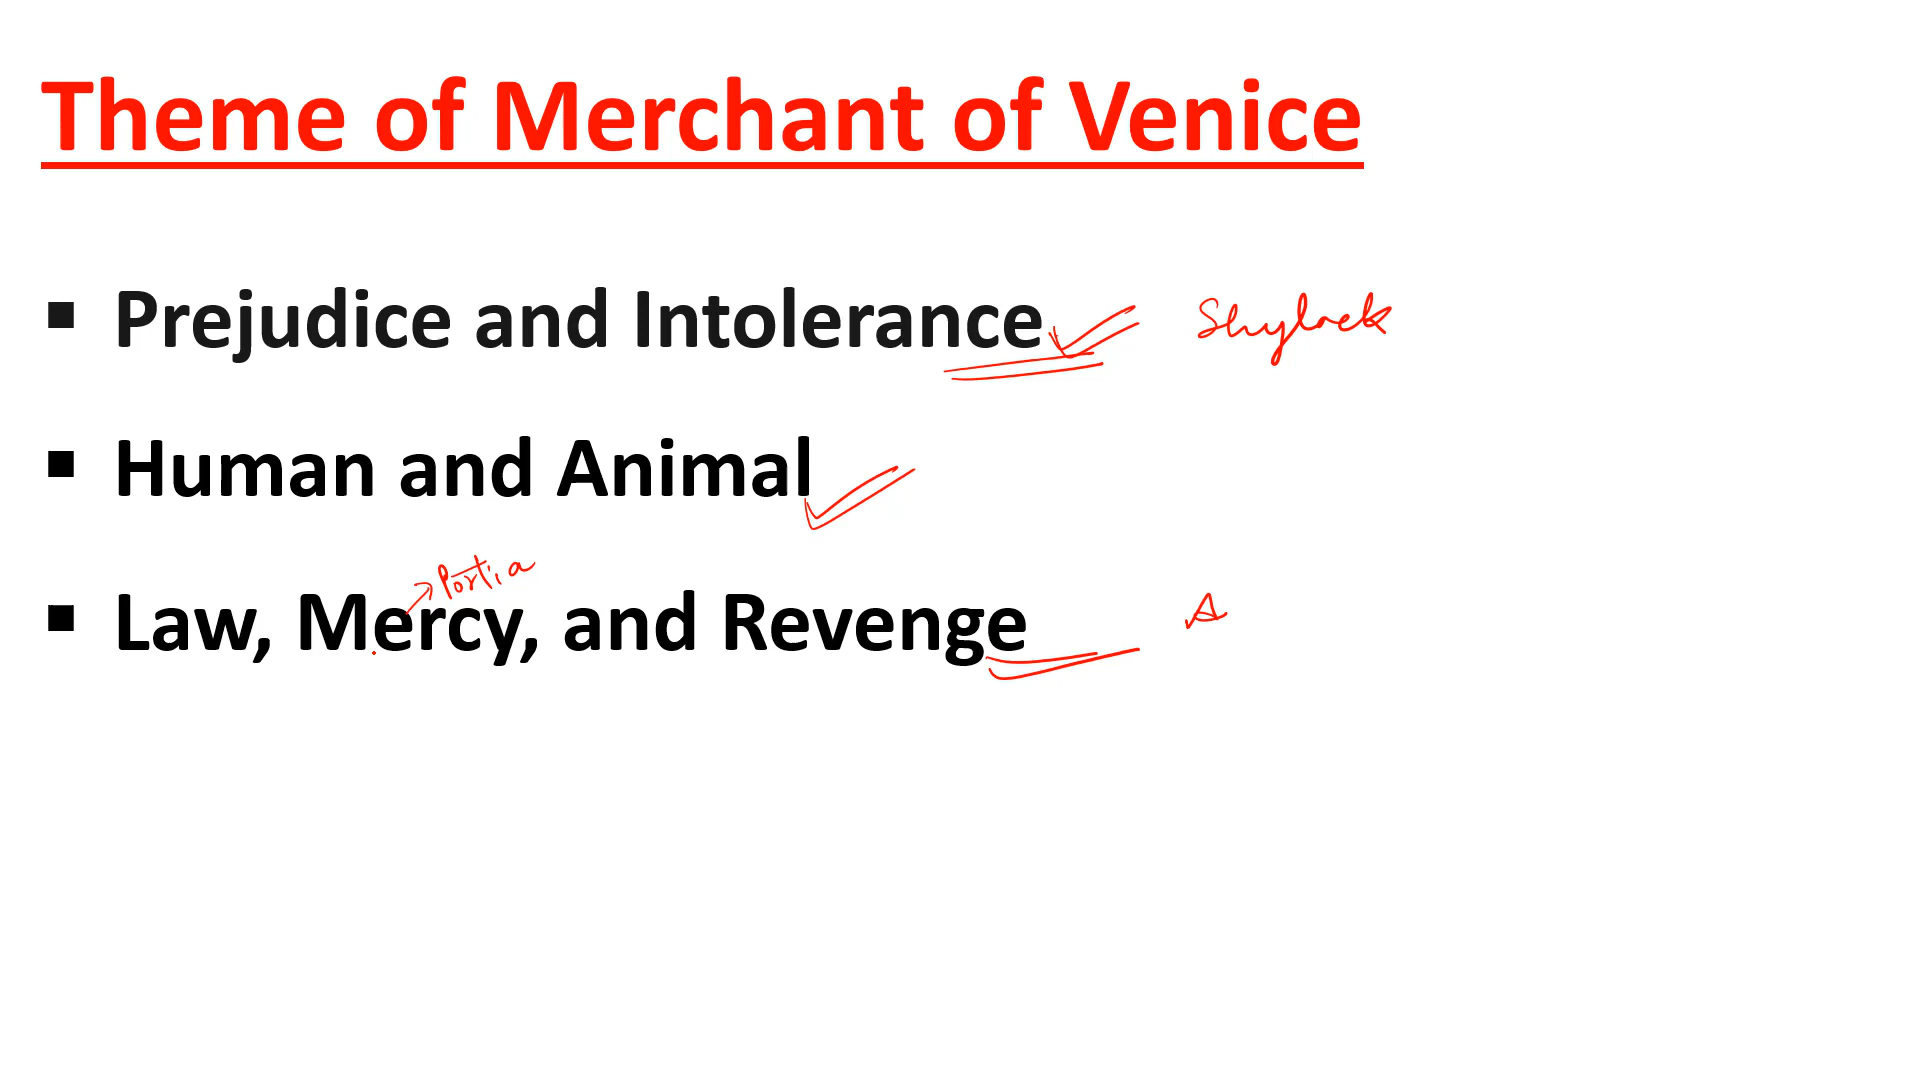 Theme of Merchant of Venice
▪ Prejudice and Intolerance Shylock
▪ Human and Animal
Portia
▪ Law, Mercy, and Revenge A